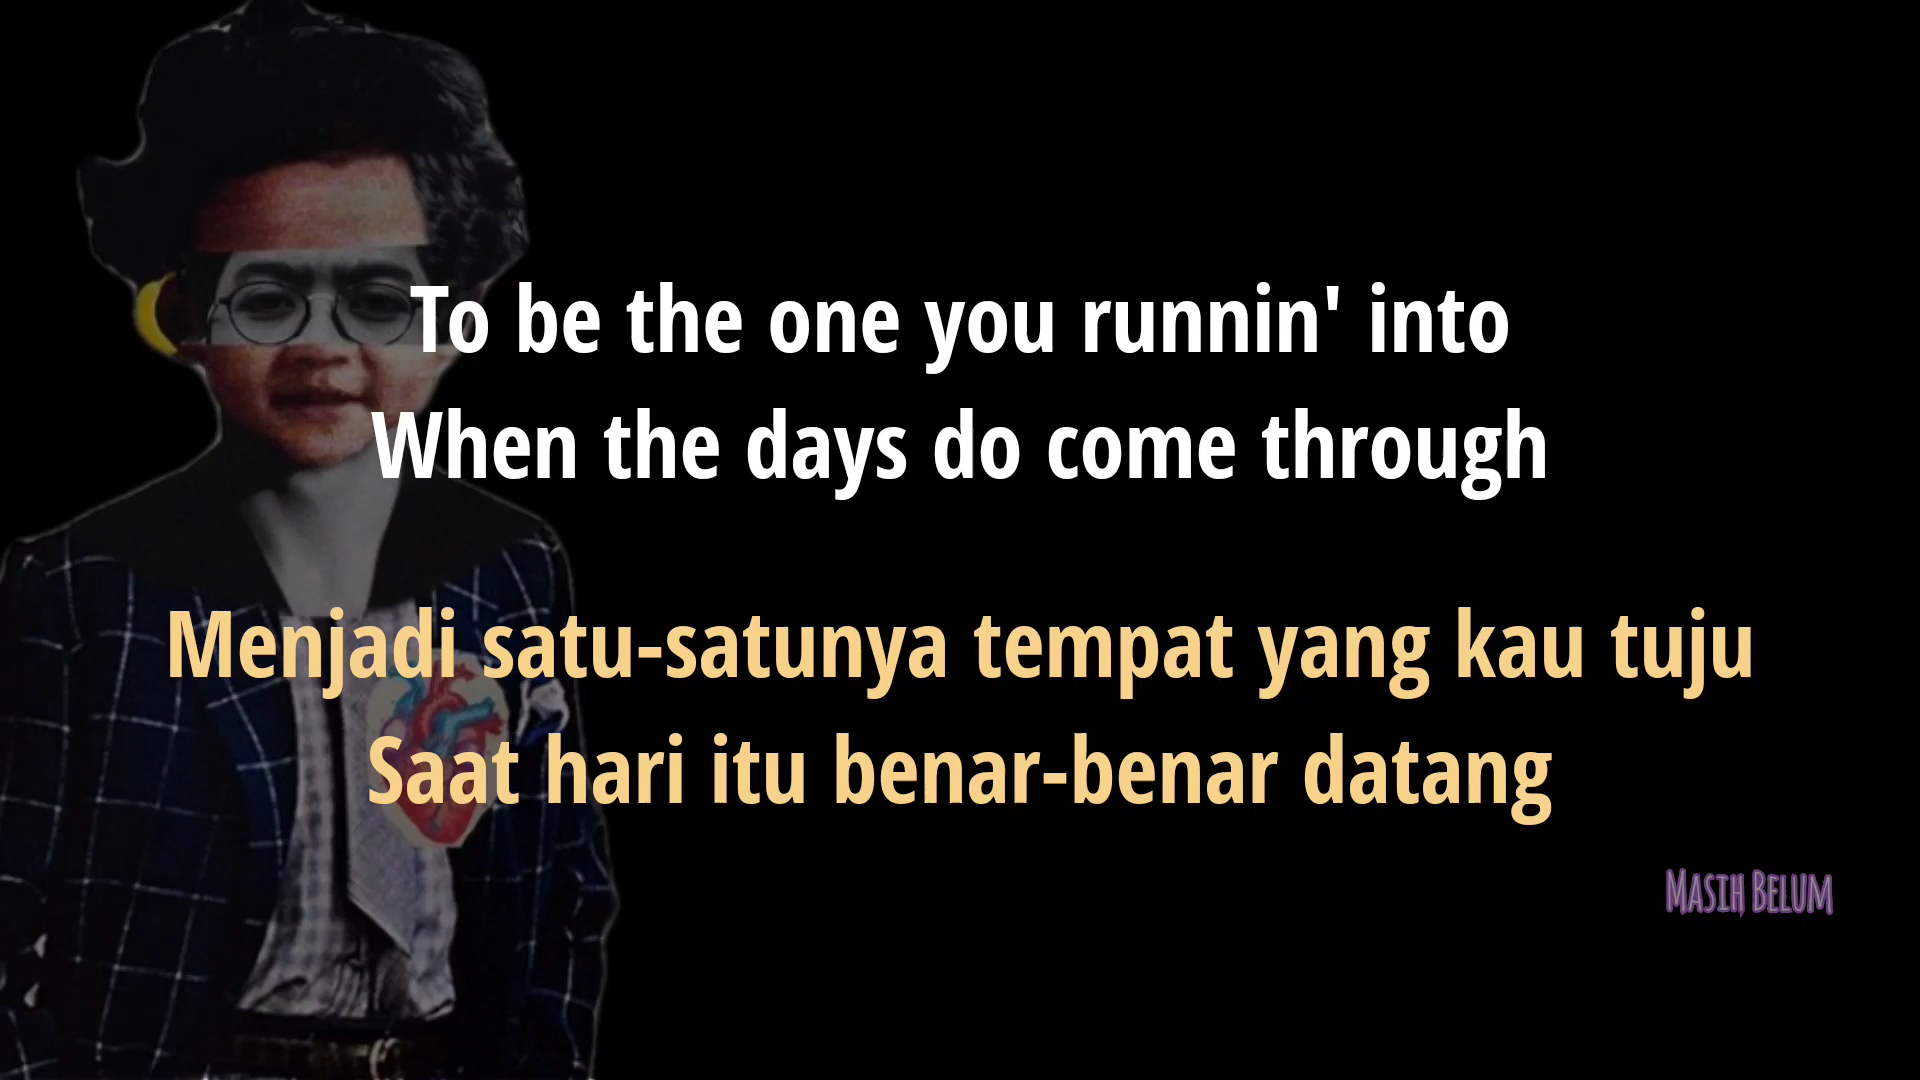 To be the one you runnin' into
When the days do come through
Menjadi satu-satunya tempat yang kau tuju
Saat hari itu benar-benar datang
MASIH BELUM